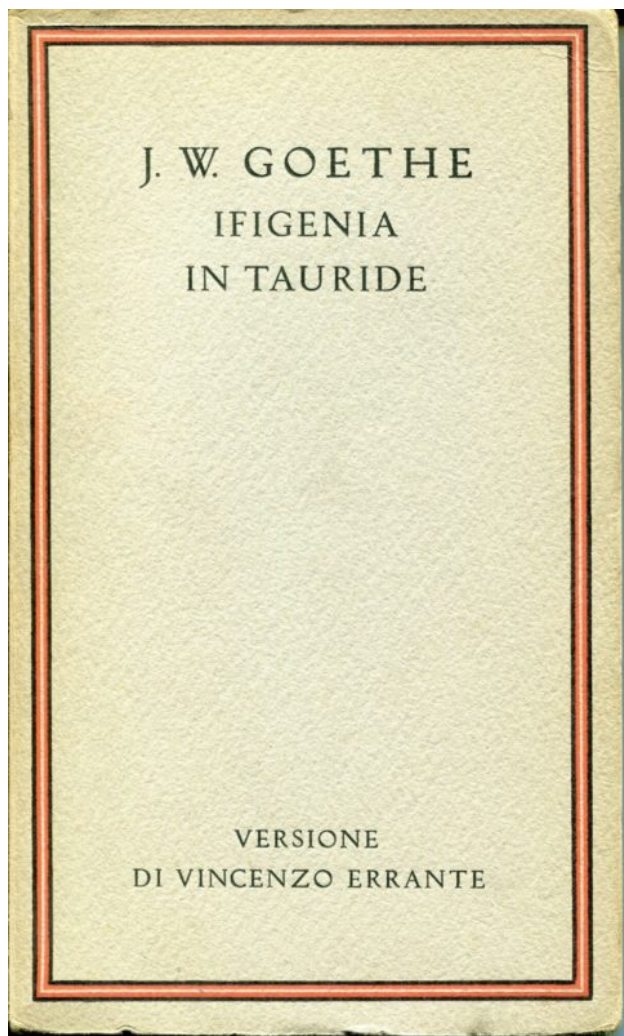 J. W. GOETHE
IFIGENIA
IN TAURIDE
VERSIONE
DI VINCENZO ERRANTE